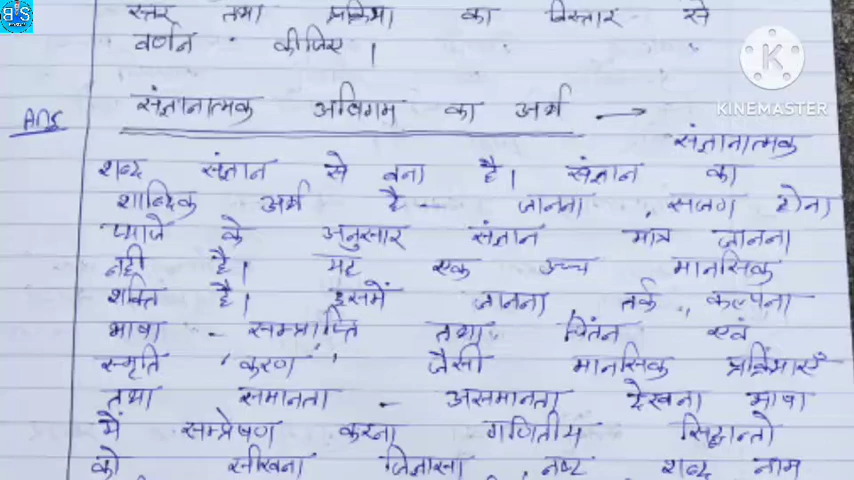 BS
स्तर तथा प्रक्रिया का विस्तार से
वर्णन कीजिए।
K
KINEMASTER
Ans संज्ञानात्मक अधिगम का अर्थ →
संज्ञानात्मक
शब्द संज्ञान से बना है। संज्ञान का
शाब्दिक अर्थ है - जानना, सजग होना
प्याजे के अनुसार संज्ञान मात्र जानना
नही है। यह एक उच्च मानसिक
शक्ति है। इसमें जानना, तर्क, कल्पना
भाषा - सम्प्राप्ति तथा चिंतन एवं
स्मृति 'करण' जैसी मानसिक प्रक्रियाएँ
तथा समानता - असमानता देखना भाषा
में सम्प्रेषण करना गणितीय सिद्धान्तो
को सीखना जिज्ञासा, शब्द नाम